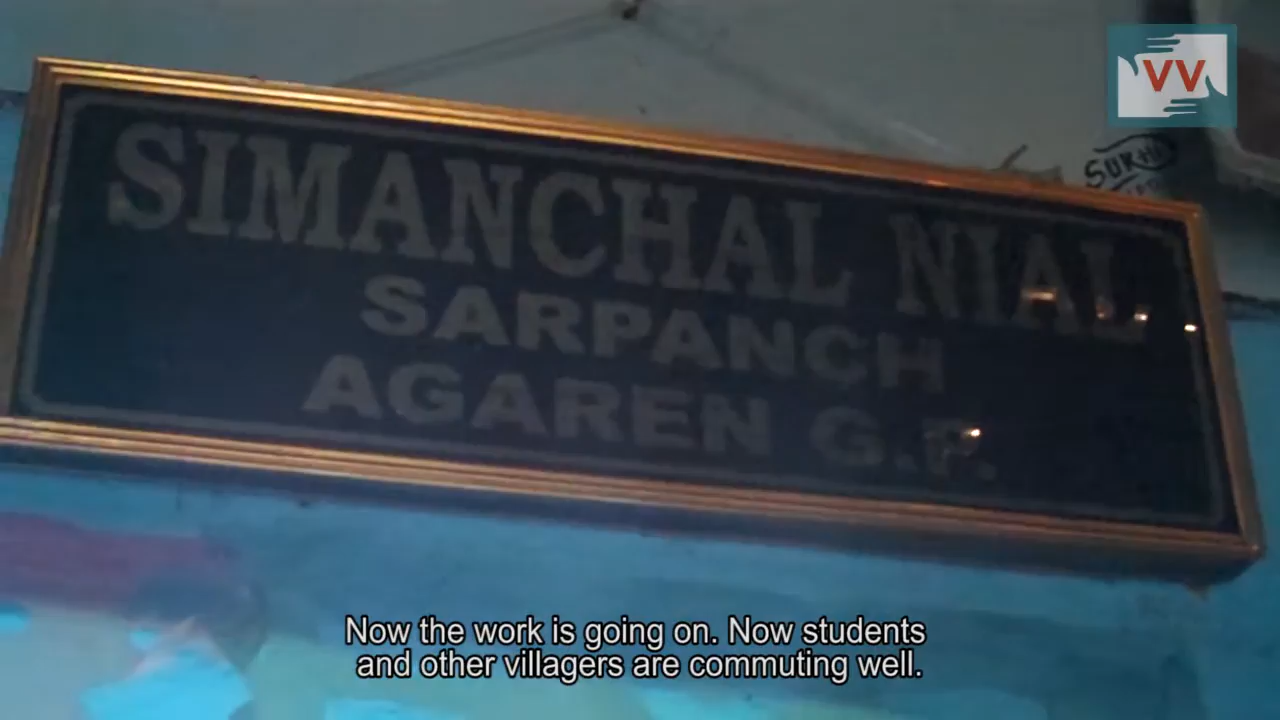 VV
SUKH
SIMANCHAL NIAL
SARPANCH
AGAREN G.P.
Now the work is going on. Now students
and other villagers are commuting well.